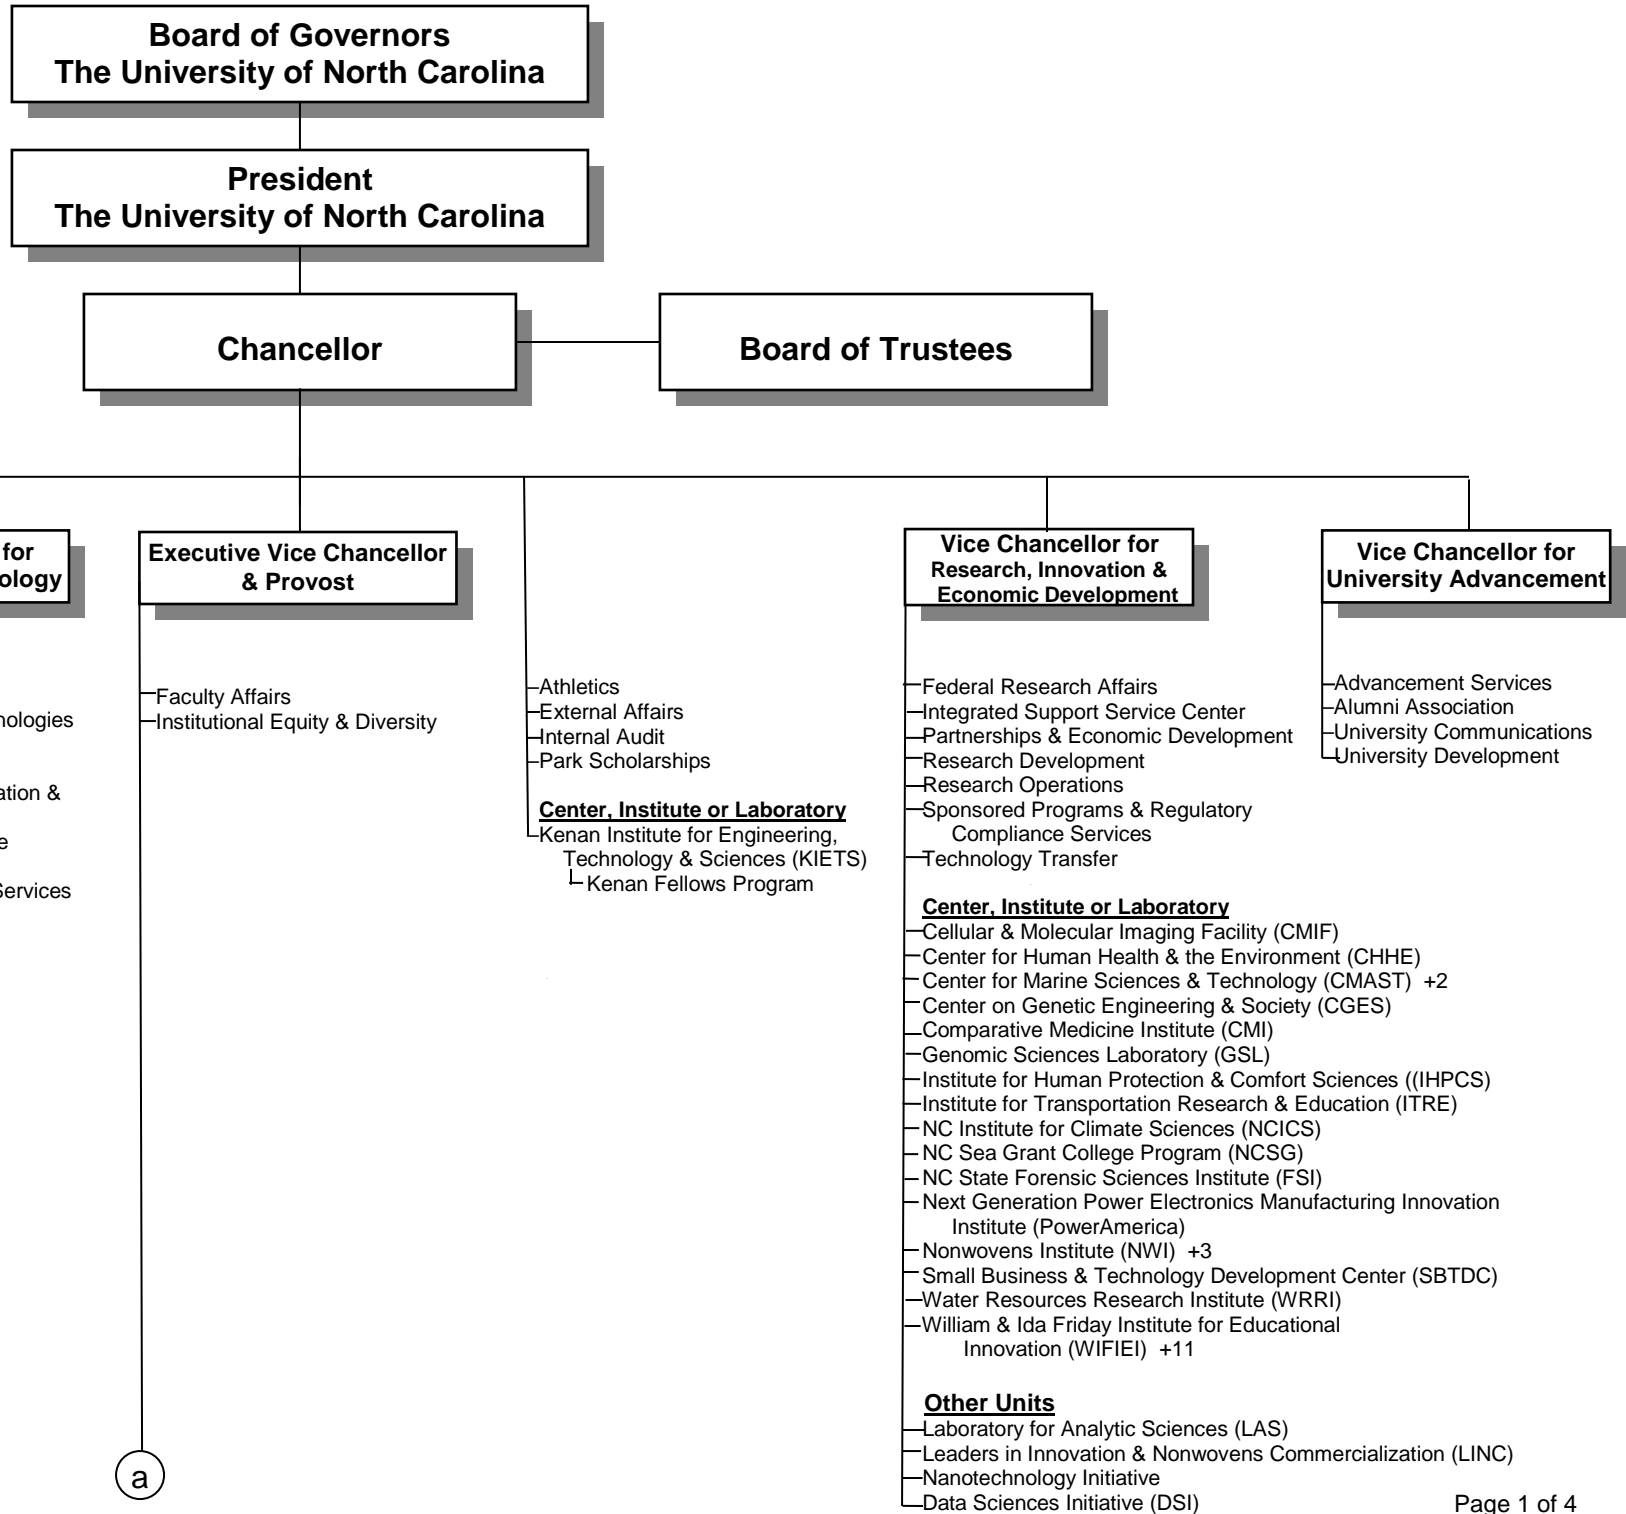 Board of Governors
The University of North Carolina
President
The University of North Carolina
Chancellor
Board of Trustees
for
Executive Vice Chancellor
& Provost
Faculty Affairs
Institutional Equity & Diversity
Services
Athletics
External Affairs
Internal Audit
Park Scholarships
Center, Institute or Laboratory
Kenan Institute for Engineering,
Technology & Sciences (KIETS)
Kenan Fellows Program
Vice Chancellor for
Research, Innovation &
Economic Development
Federal Research Affairs
Integrated Support Service Center
Partnerships & Economic Development
Research Development
Research Operations
Sponsored Programs & Regulatory
Compliance Services
Technology Transfer
Center, Institute or Laboratory
Cellular & Molecular Imaging Facility (CMIF)
Center for Human Health & the Environment (CHHE)
Center for Marine Sciences & Technology (CMAST) +2
Center on Genetic Engineering & Society (CGES)
Comparative Medicine Institute (CMI)
Genomic Sciences Laboratory (GSL)
Institute for Human Protection & Comfort Sciences ((IHPCS)
Institute for Transportation Research & Education (ITRE)
NC Institute for Climate Sciences (NCICS)
NC Sea Grant College Program (NCSG)
NC State Forensic Sciences Institute (FSI)
Next Generation Power Electronics Manufacturing Innovation
Institute (PowerAmerica)
Nonwovens Institute (NWI) +3
Small Business & Technology Development Center (SBTDC)
Water Resources Research Institute (WRRI)
William & Ida Friday Institute for Educational
Innovation (WIFIEI) +11
Other Units
Laboratory for Analytic Sciences (LAS)
Leaders in Innovation & Nonwovens Commercialization (LINC)
Nanotechnology Initiative
Data Sciences Initiative (DSI)
Vice Chancellor for
University Advancement
Advancement Services
Alumni Association
University Communications
University Development
a
Page 1 of 4